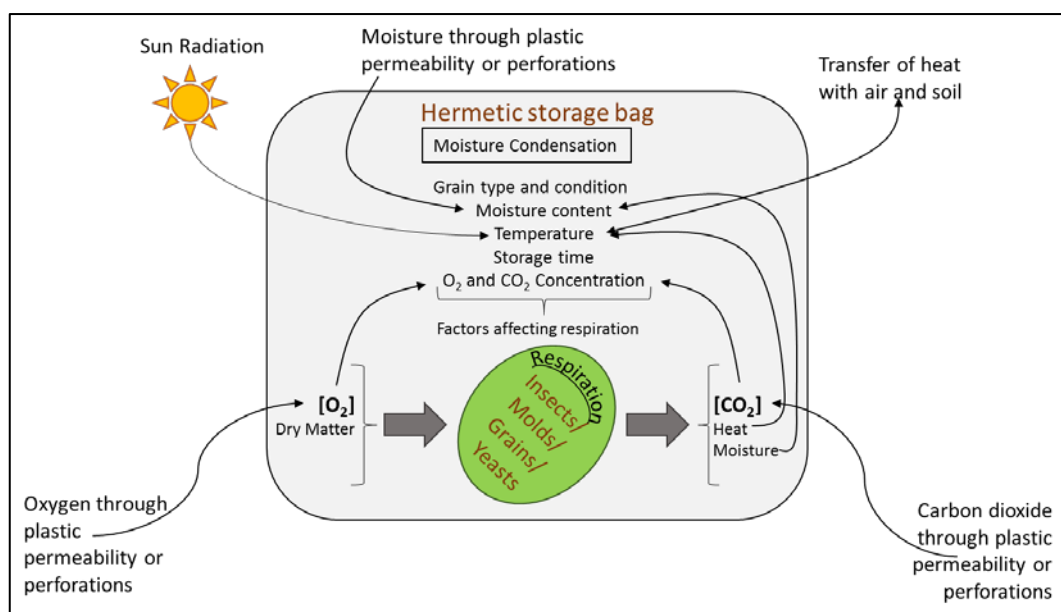 Sun Radiation
Moisture through plastic
permeability or perforations
Transfer of heat
with air and soil
Hermetic storage bag
Moisture Condensation
Grain type and condition
Moisture content
Temperature
Storage time
O₂ and CO₂ Concentration
Factors affecting respiration
Respiration
Insects/
Molds/
Grains/
Yeasts
[O₂]
Dry Matter
[CO₂]
Heat
Moisture
Oxygen through
plastic
permeability or
perforations
Carbon dioxide
through plastic
permeability or
perforations